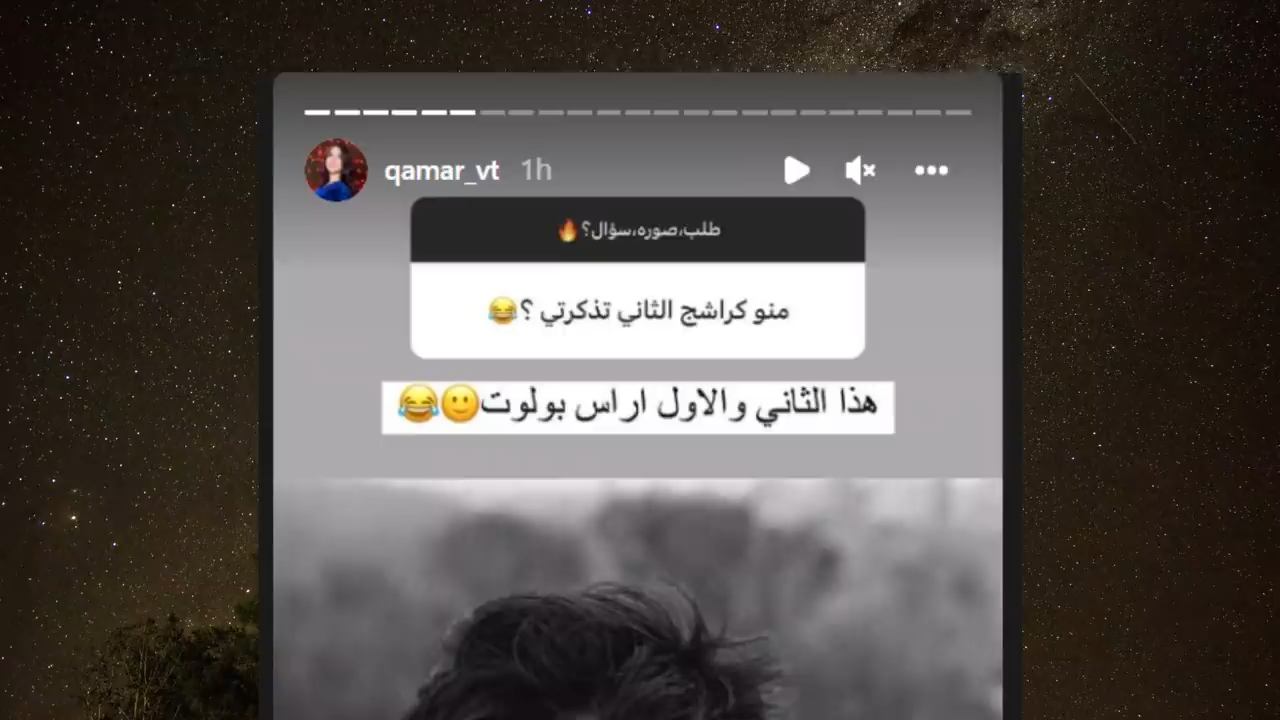 qamar_vt 1h
طلب،صوره،سؤال؟🔥
منو كراشج الثاني تذكرتي ؟😂
هذا الثاني والاول اراس بولوت🙂😂